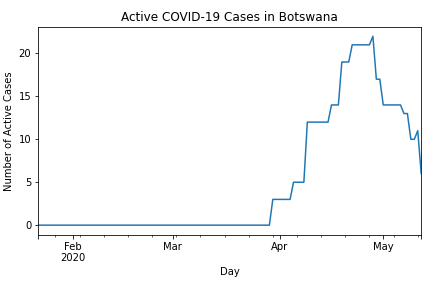 Active COVID-19 Cases in Botswana
Number of Active Cases
20
15
10
5
0
Feb
2020
Mar
Apr
May
Day